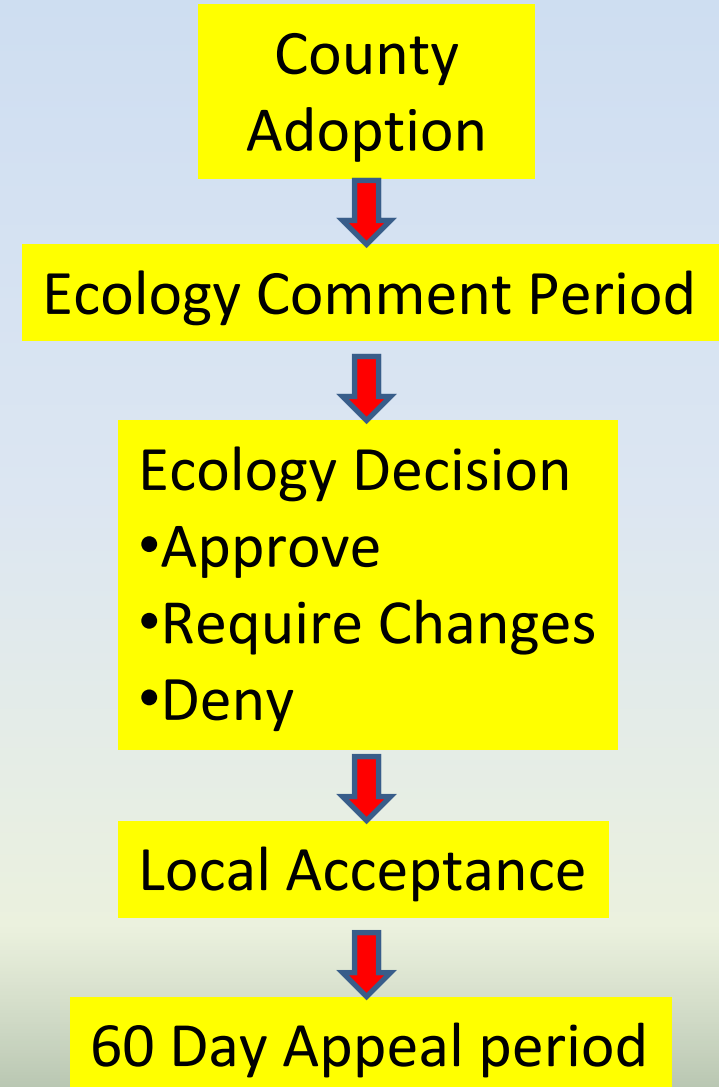 County
Adoption
Ecology Comment Period
Ecology Decision
•Approve
•Require Changes
•Deny
Local Acceptance
60 Day Appeal period